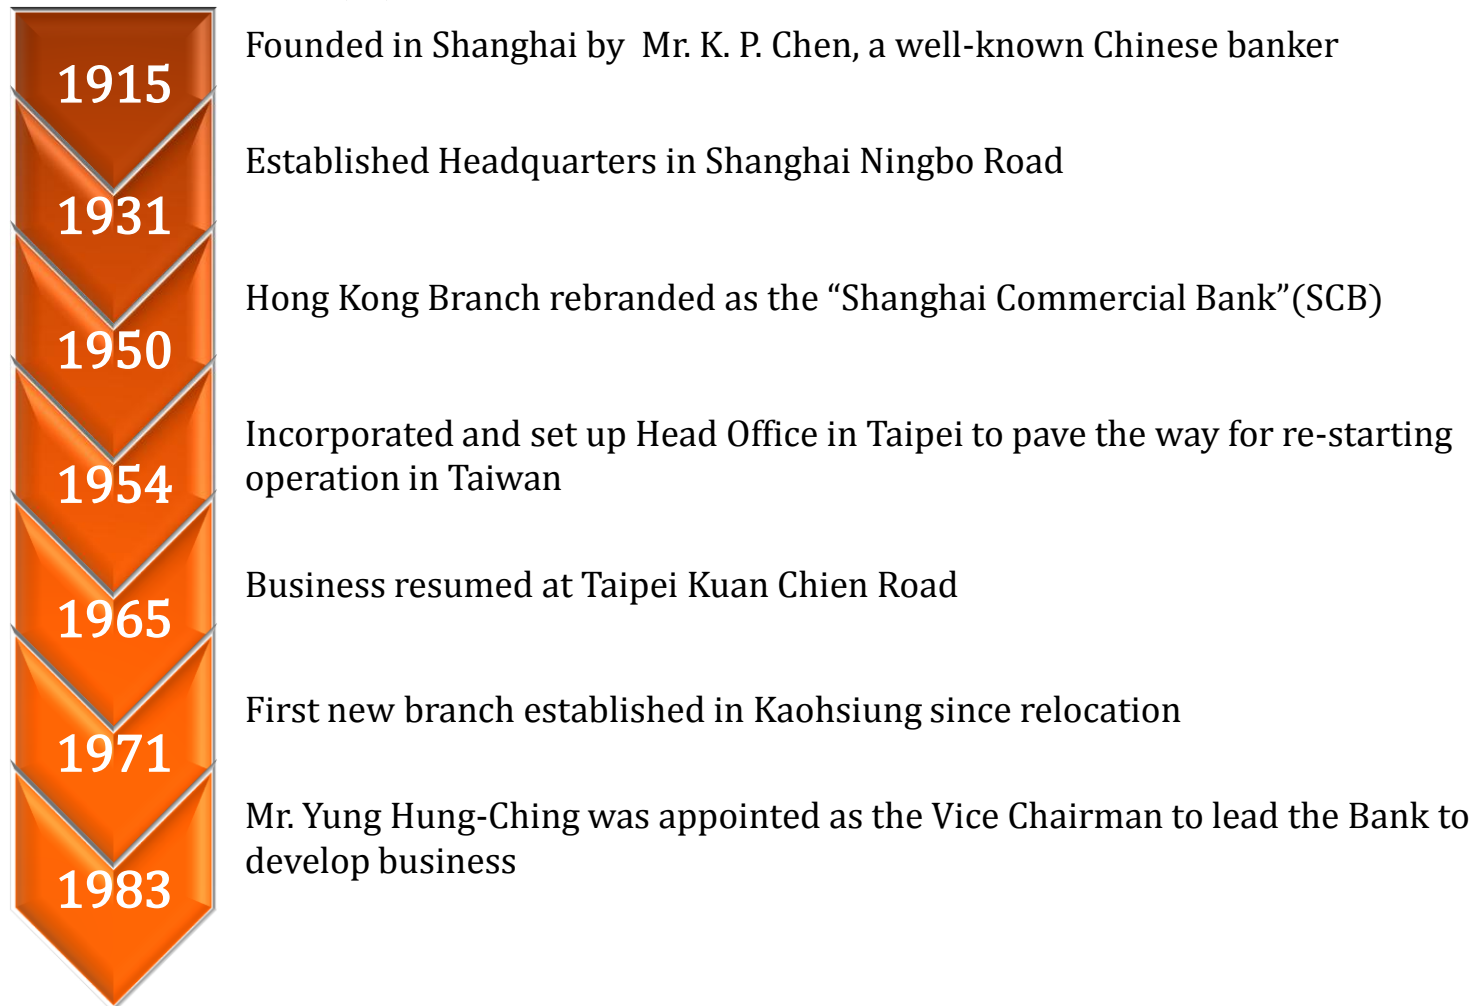 1915
Founded in Shanghai by  Mr. K. P. Chen, a well-known Chinese banker
1931
Established Headquarters in Shanghai Ningbo Road
1950
Hong Kong Branch rebranded as the “Shanghai Commercial Bank”(SCB)
1954
Incorporated and set up Head Office in Taipei to pave the way for re-starting
operation in Taiwan
1965
Business resumed at Taipei Kuan Chien Road
1971
First new branch established in Kaohsiung since relocation
1983
Mr. Yung Hung-Ching was appointed as the Vice Chairman to lead the Bank to
develop business